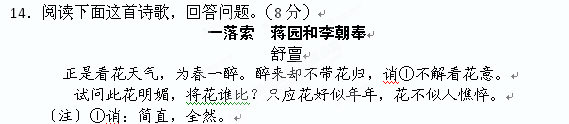 14. 阅读下面这首诗歌，回答问题。（8 分）
一落索　蒋园和李朝奉
舒亶
正是看花天气，为春一醉。醉来却不带花归，诮①不解看花意。
试问此花明媚，将花谁比？只应花好似年年，花不似人憔悴。
〔注〕①诮：简直，全然。